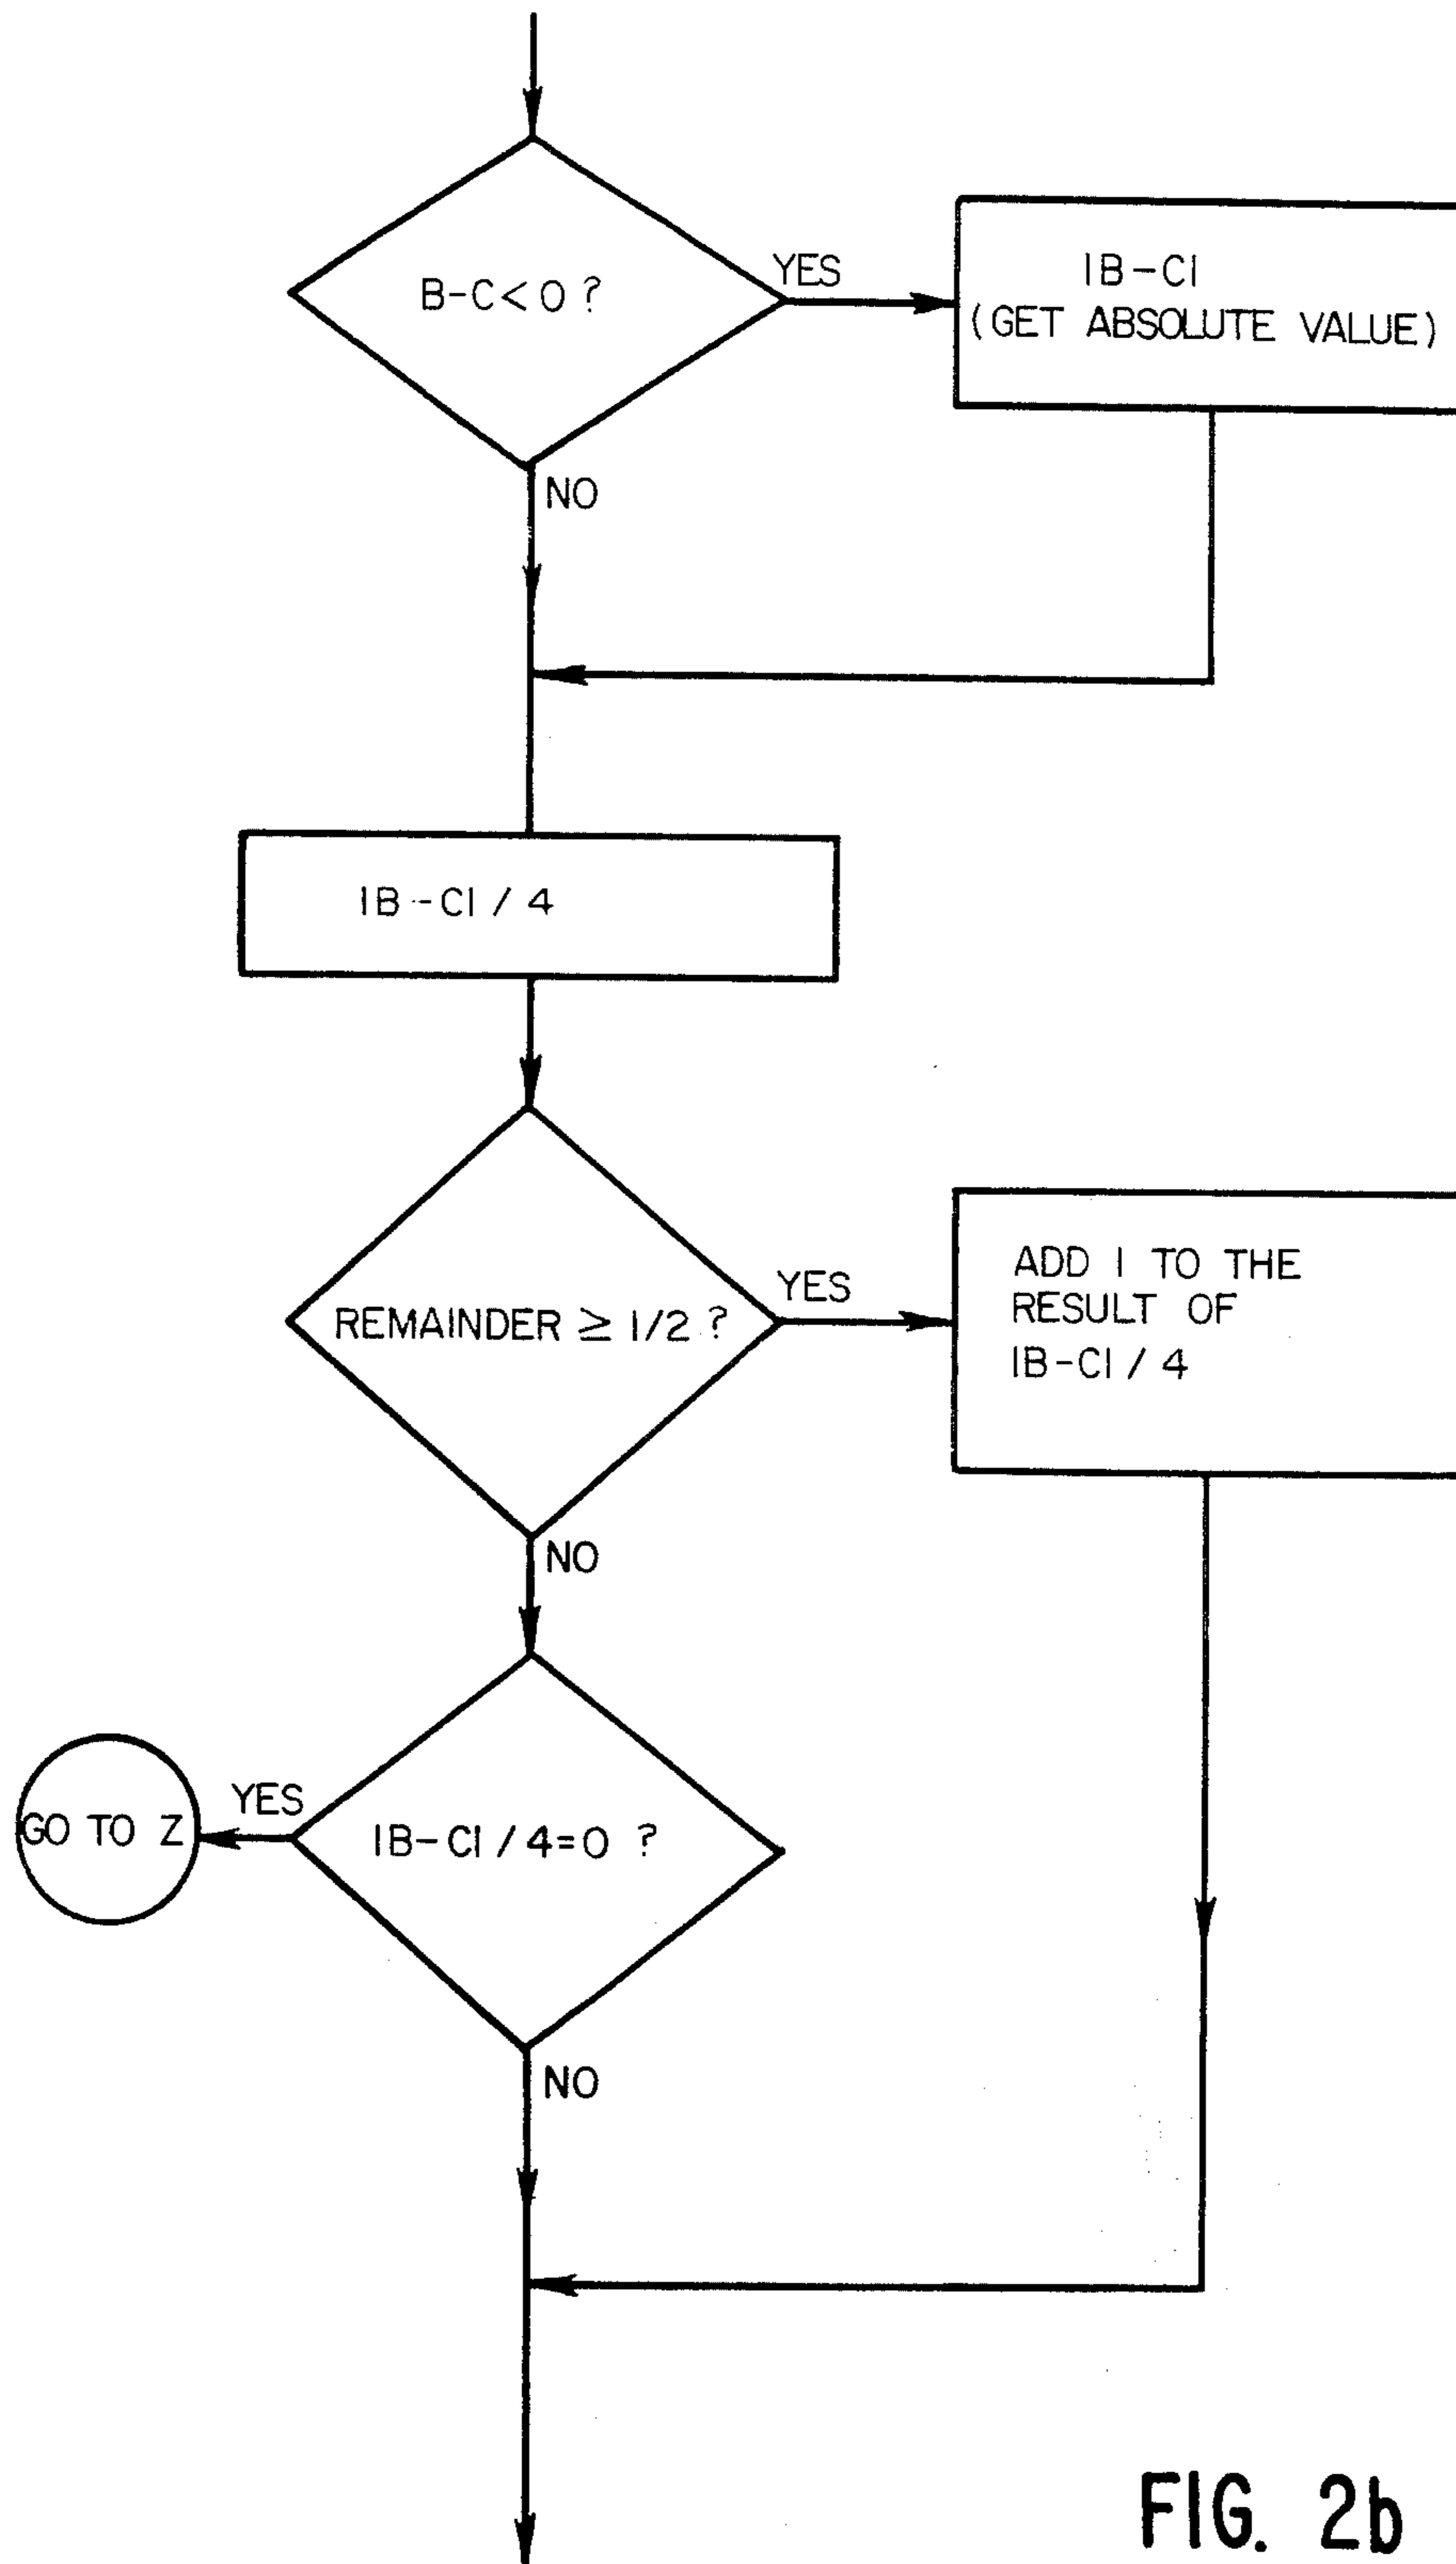 B-C<0 ?
YES
|B-C|
(GET ABSOLUTE VALUE)
NO
|B-C| / 4
REMAINDER ≥ 1/2 ?
YES
ADD 1 TO THE
RESULT OF
|B-C| / 4
NO
GO TO Z
YES
|B-C| / 4=0 ?
NO
FIG. 2b